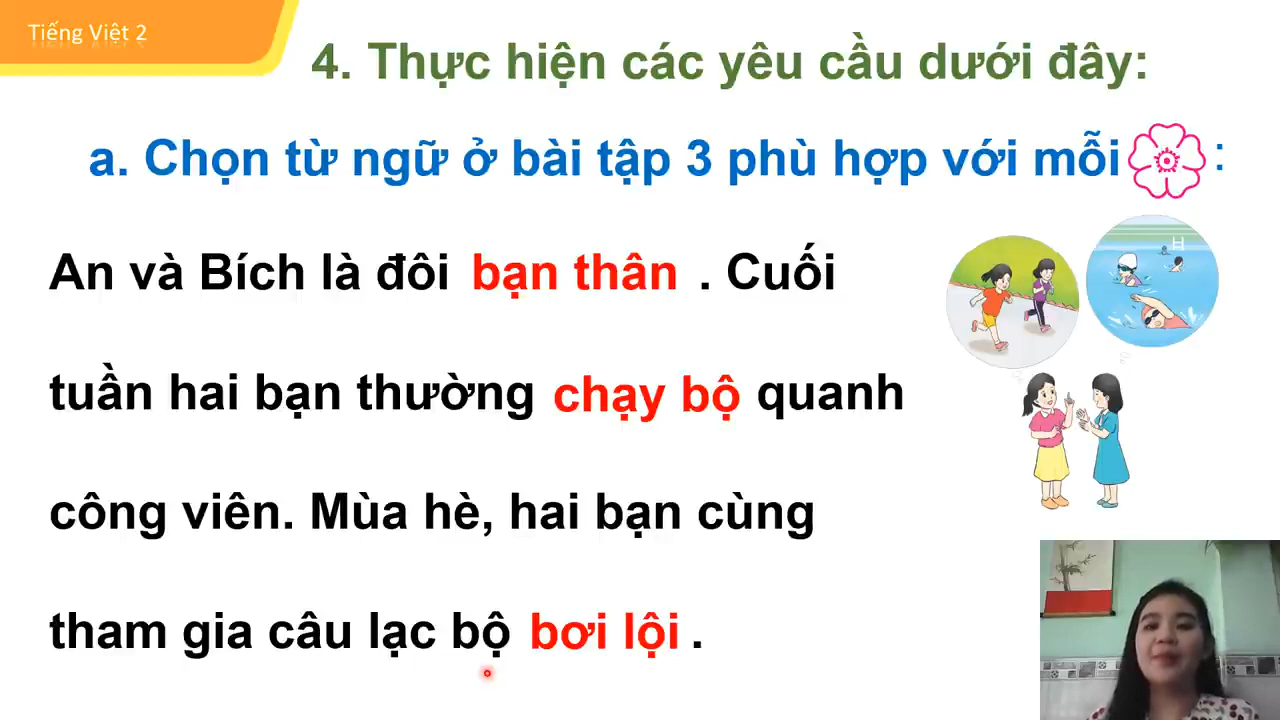 Tiếng Việt 2
4. Thực hiện các yêu cầu dưới đây:
a. Chọn từ ngữ ở bài tập 3 phù hợp với mỗi :
An và Bích là đôi bạn thân . Cuối
tuần hai bạn thường chạy bộ quanh
công viên. Mùa hè, hai bạn cùng
tham gia câu lạc bộ bơi lội .